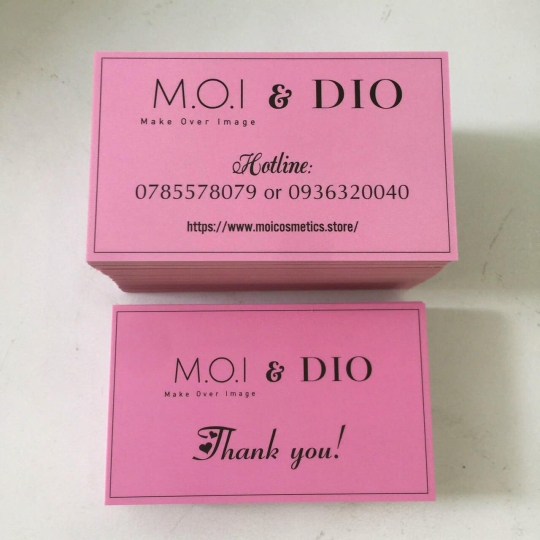 M.O.I & DIO
Make Over Image
Hotline:
0785578079 or 0936320040
https://www.moicosmetics.store/
M.O.I & DIO
Make Over Image
Thank you!